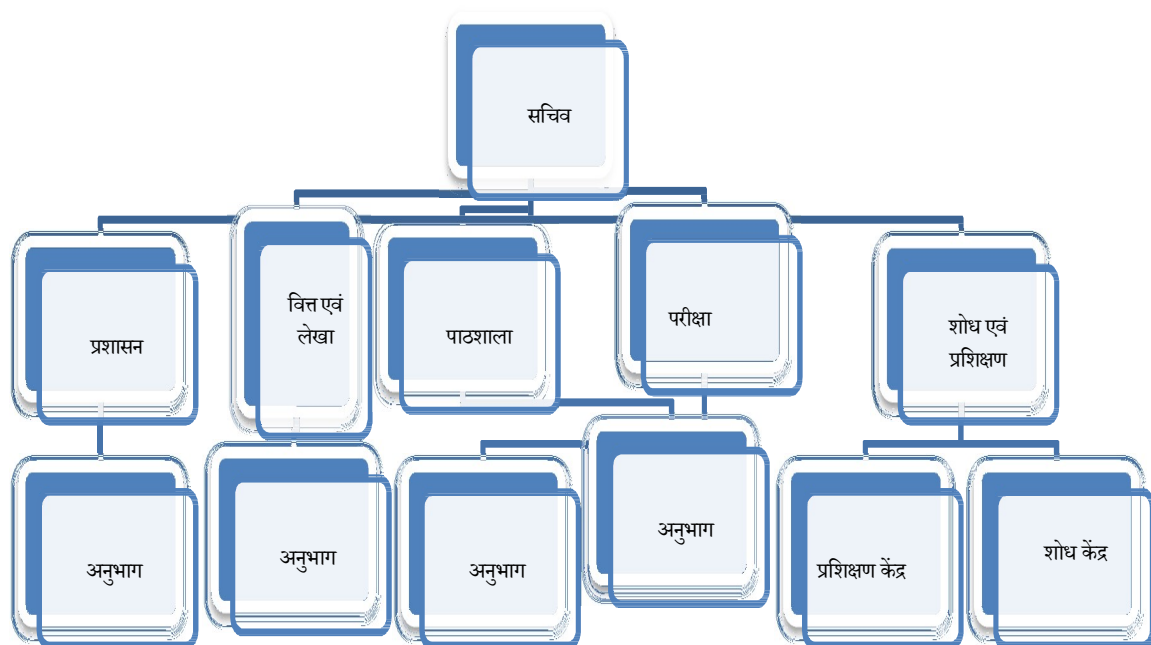 सचिव
प्रशासन
वित्त एवं
लेखा
पाठशाला
परीक्षा
शोध एवं
प्रशिक्षण
अनुभाग
अनुभाग
अनुभाग
अनुभाग
प्रशिक्षण केंद्र
शोध केंद्र